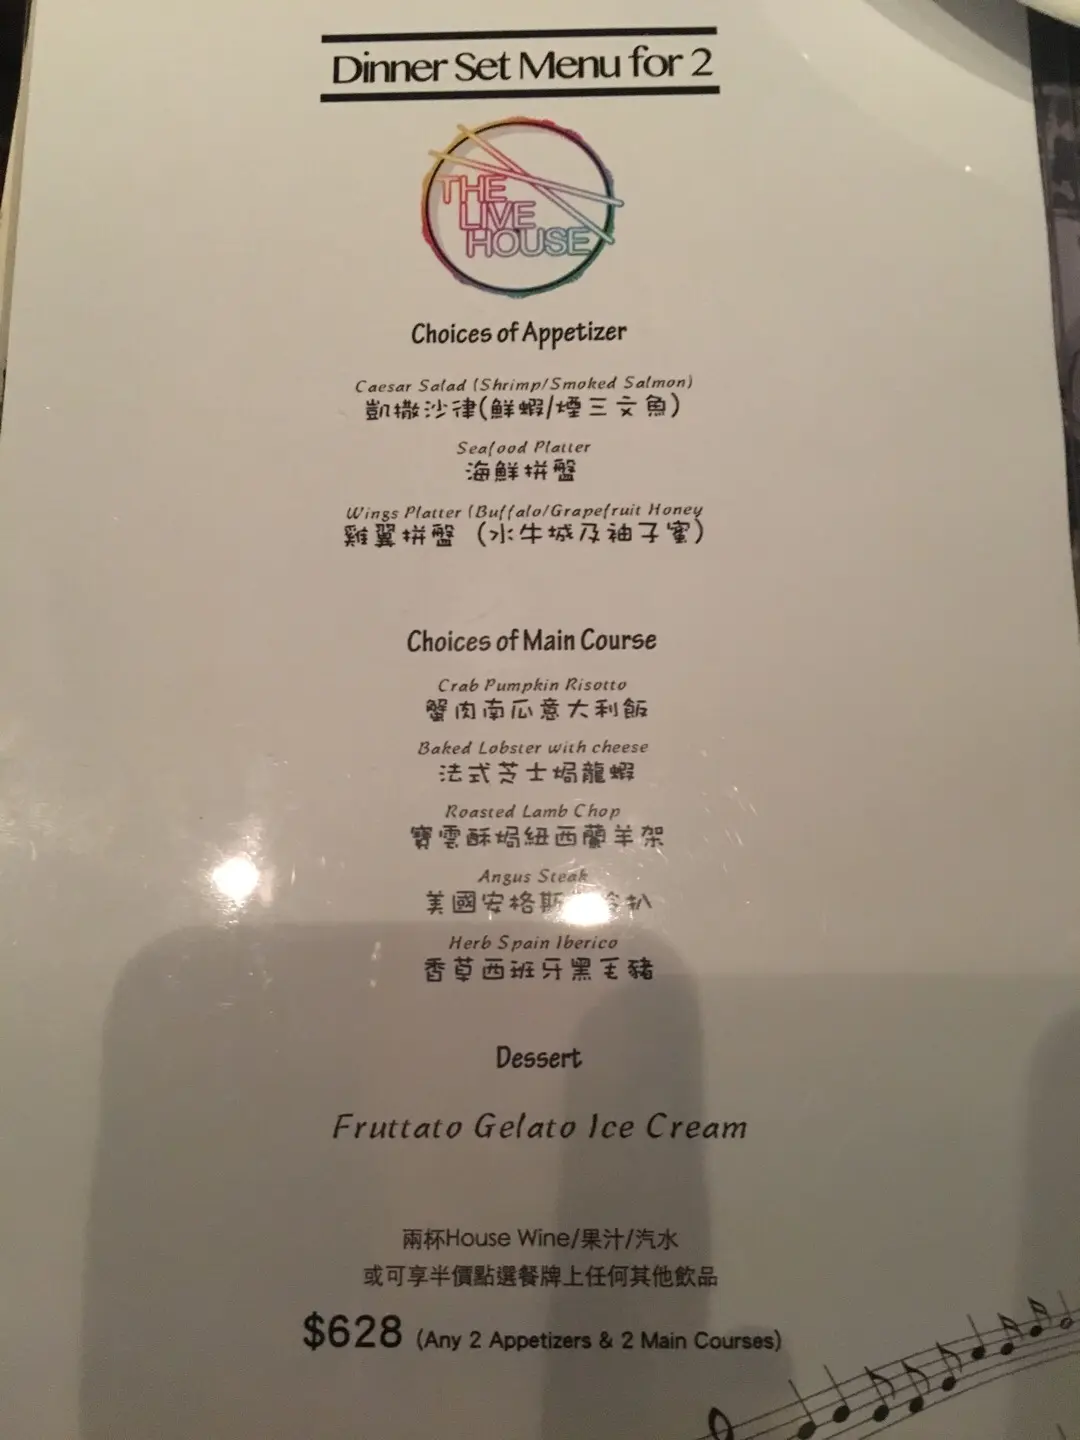 Dinner Set Menu for 2
THE
LIVE
HOUSE
Choices of Appetizer
Caesar Salad (Shrimp/Smoked Salmon)
凱撒沙律(鮮蝦/煙三文魚)
Seafood Platter
海鮮拼盤
Wings Platter (Buffalo/Grapefruit Honey
雞翼拼盤 (水牛城及袖子蜜)
Choices of Main Course
Crab Pumpkin Risotto
蟹肉南瓜意大利飯
Baked Lobster with cheese
法式芝士焗龍蝦
Roasted Lamb Chop
寶雲酥焗紐西蘭羊架
Angus Steak
美國安格斯扒
Herb Spain Iberico
香草西班牙黑毛豬
Dessert
Fruttato Gelato Ice Cream
兩杯House Wine/果汁/汽水
或可享半價點選餐牌上任何其他飲品
$628 (Any 2 Appetizers & 2 Main Courses)